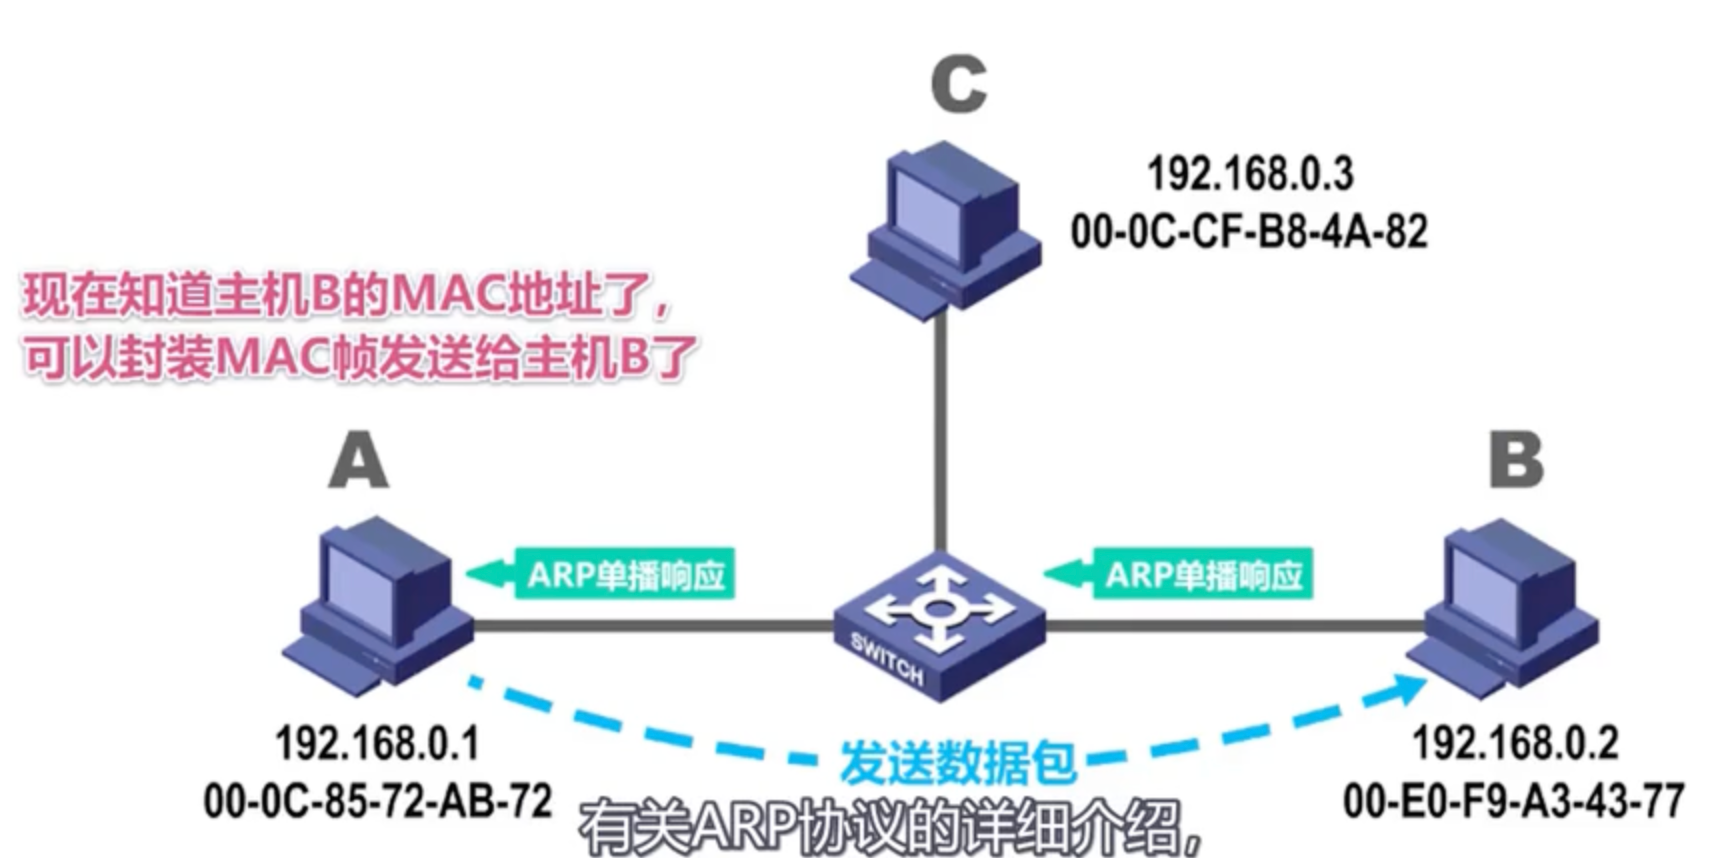 C
192.168.0.3
00-0C-CF-B8-4A-82
现在知道主机B的MAC地址了，
可以封装MAC帧发送给主机B了
A
B
ARP单播响应
ARP单播响应
SWITCH
192.168.0.1
00-0C-85-72-AB-72
发送数据包
192.168.0.2
00-E0-F9-A3-43-77
有关ARP协议的详细介绍，